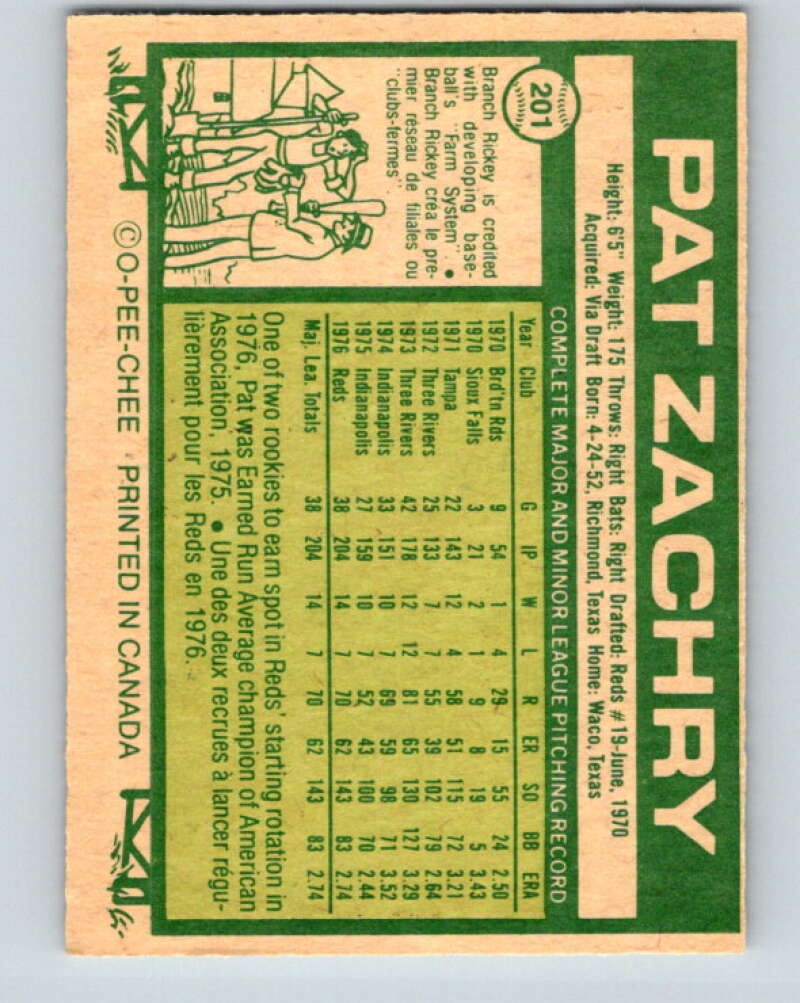 PAT ZACHRY
Height: 6'5" Weight: 175 Throws: Right Bats: Right Drafted: Reds #19-June, 1970
Acquired: Via Draft Born: 4-24-52, Richmond, Texas Home: Waco, Texas
201
Branch Rickey is credited
with developing base-
ball's "Farm System". •
Branch Rickey créa le pre-
mier réseau de filiales ou
"clubs-fermes".
COMPLETE MAJOR AND MINOR LEAGUE PITCHING RECORD
Year Club G IP W L R ER SO BB ERA
1970 Brd'tn Rds 9 54 1 4 29 15 55 24 2.50
1970 Sioux Falls 3 21 2 1 9 8 19 5 3.43
1971 Tampa 22 143 12 4 58 51 115 72 3.21
1972 Three Rivers 25 133 7 7 55 39 102 79 2.64
1973 Three Rivers 42 178 12 12 81 65 130 127 3.29
1974 Indianapolis 33 151 10 7 69 59 98 71 3.52
1975 Indianapolis 27 159 10 7 52 43 100 70 2.44
1976 Reds 38 204 14 7 70 62 143 83 2.74
Maj. Lea. Totals 38 204 14 7 70 62 143 83 2.74
One of two rookies to earn spot in Reds' starting rotation in
1976, Pat was Earned Run Average champion of American
Association, 1975. • Une des deux recrues à lancer régu-
lièrement pour les Reds en 1976.
© O-PEE-CHEE PRINTED IN CANADA